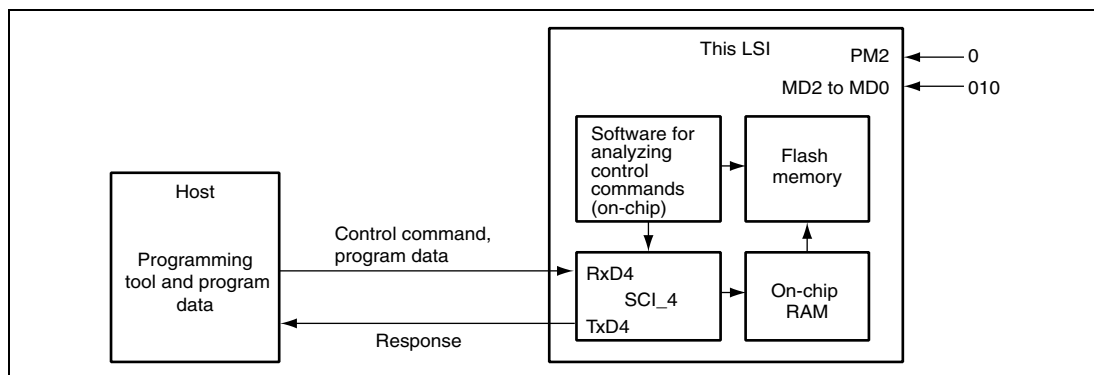 This LSI
PM2
0
MD2 to MD0
010
Software for
analyzing
control
commands
(on-chip)
Flash
memory
Host
Programming
tool and program
data
Control command,
program data
Response
RxD4
SCI_4
TxD4
On-chip
RAM